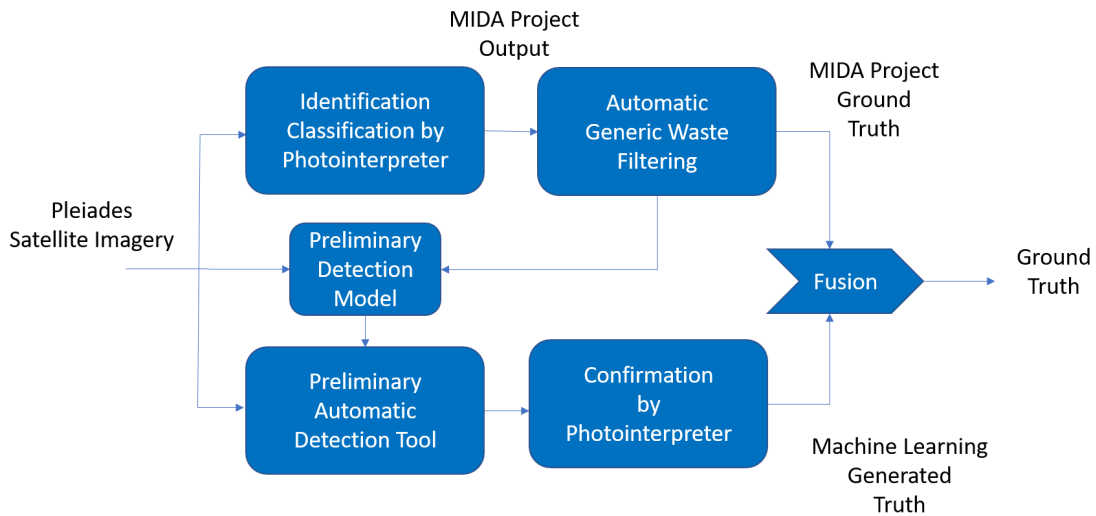 MIDA Project
Output
Identification
Classification by
Photointerpreter
Automatic
Generic Waste
Filtering
MIDA Project
Ground
Truth
Pleiades
Satellite Imagery
Preliminary
Detection
Model
Fusion
Ground
Truth
Preliminary
Automatic
Detection Tool
Confirmation
by
Photointerpreter
Machine Learning
Generated
Truth